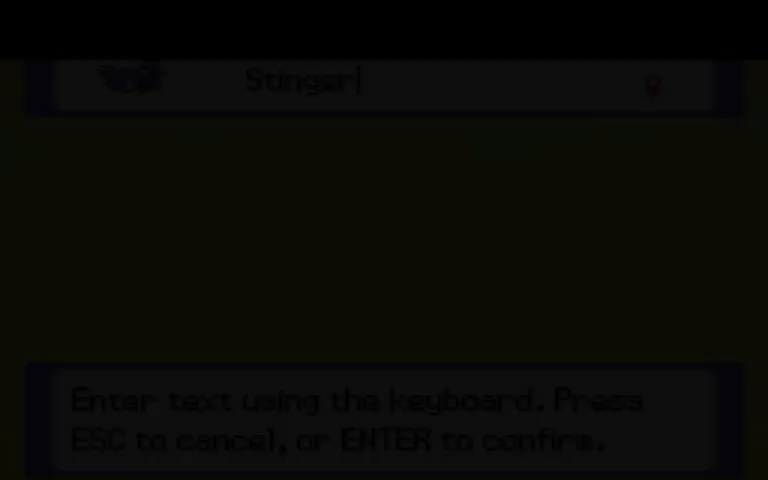 Stinger
Enter text using the keyboard. Press
ESC to cancel, or ENTER to confirm.